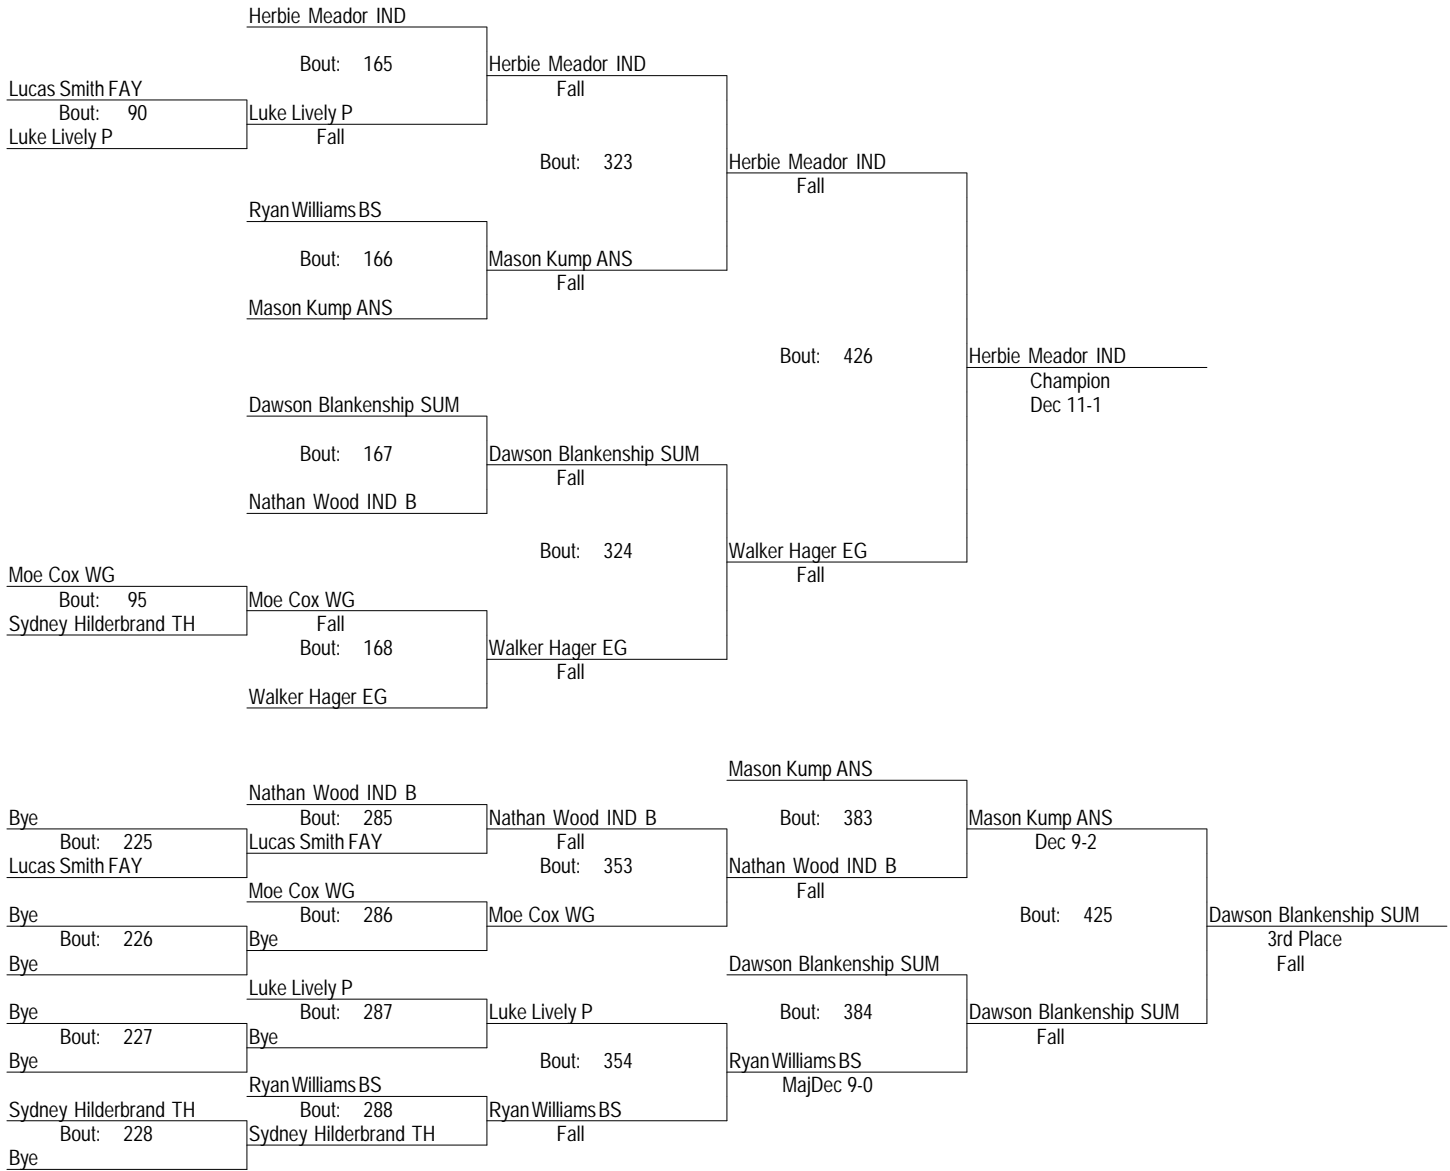 Herbie Meador IND
Bout: 165
Herbie Meador IND
Fall
Lucas Smith FAY
Bout: 90
Luke Lively P
Luke Lively P
Fall
Bout: 323
Herbie Meador IND
Fall
Ryan Williams BS
Bout: 166
Mason Kump ANS
Fall
Mason Kump ANS
Bout: 426
Herbie Meador IND
Champion
Dec 11-1
Dawson Blankenship SUM
Bout: 167
Dawson Blankenship SUM
Fall
Nathan Wood IND B
Bout: 324
Walker Hager EG
Fall
Moe Cox WG
Bout: 95
Sydney Hilderbrand TH
Moe Cox WG
Fall
Bout: 168
Walker Hager EG
Fall
Walker Hager EG
Mason Kump ANS
Nathan Wood IND B
Bye
Bout: 225
Lucas Smith FAY
Bout: 285
Lucas Smith FAY
Nathan Wood IND B
Fall
Bout: 353
Bout: 383
Mason Kump ANS
Dec 9-2
Nathan Wood IND B
Fall
Moe Cox WG
Bye
Bout: 226
Bye
Bout: 286
Bye
Moe Cox WG
Bout: 425
Dawson Blankenship SUM
3rd Place
Fall
Dawson Blankenship SUM
Luke Lively P
Bye
Bout: 227
Bye
Bout: 287
Bye
Luke Lively P
Bout: 384
Dawson Blankenship SUM
Fall
Bout: 354
Ryan Williams BS
MajDec 9-0
Ryan Williams BS
Sydney Hilderbrand TH
Bout: 228
Bye
Bout: 288
Sydney Hilderbrand TH
Ryan Williams BS
Fall